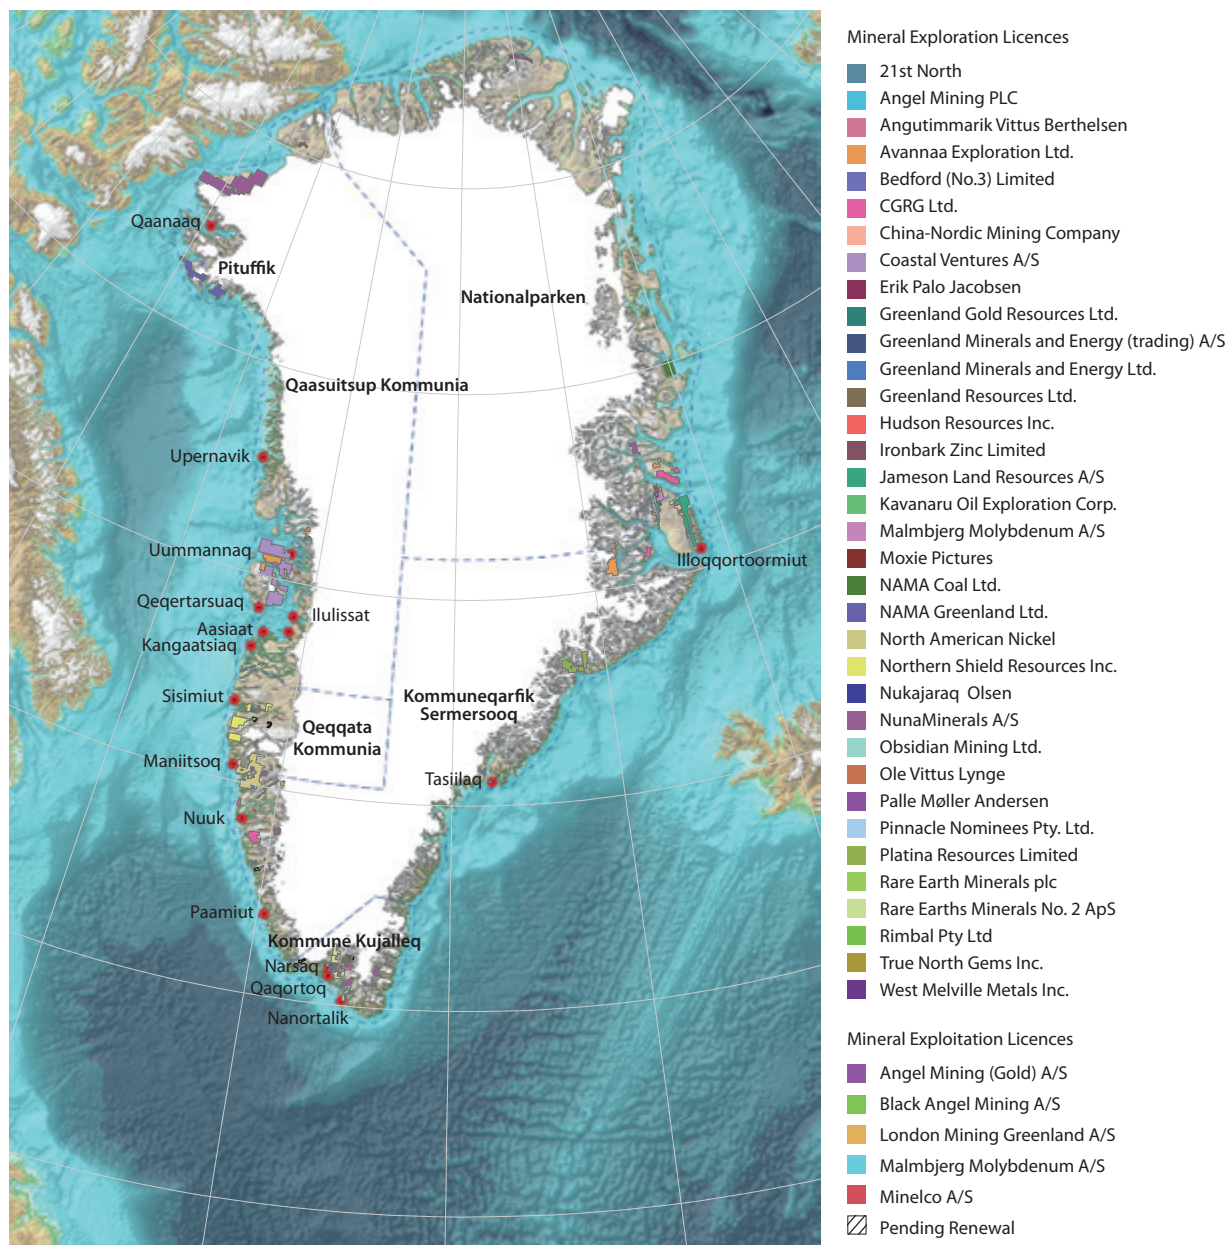 Qaanaaq
Pituffik
Nationalparken
Qaasuitsup Kommunia
Upernavik
Uummannaq
Illoqqortoormiut
Qeqertarsuaq
Ilulissat
Aasiaat
Kangaatsiaq
Sisimiut
Kommuneqarfik
Sermersooq
Qeqqata
Kommunia
Maniitsoq
Tasiilaq
Nuuk
Paamiut
Kommune Kujalleq
Narsaq
Qaqortoq
Nanortalik
Mineral Exploration Licences
21st North
Angel Mining PLC
Angutimmarik Vittus Berthelsen
Avannaa Exploration Ltd.
Bedford (No.3) Limited
CGRG Ltd.
China-Nordic Mining Company
Coastal Ventures A/S
Erik Palo Jacobsen
Greenland Gold Resources Ltd.
Greenland Minerals and Energy (trading) A/S
Greenland Minerals and Energy Ltd.
Greenland Resources Ltd.
Hudson Resources Inc.
Ironbark Zinc Limited
Jameson Land Resources A/S
Kavanaru Oil Exploration Corp.
Malmbjerg Molybdenum A/S
Moxie Pictures
NAMA Coal Ltd.
NAMA Greenland Ltd.
North American Nickel
Northern Shield Resources Inc.
Nukajaraq Olsen
NunaMinerals A/S
Obsidian Mining Ltd.
Ole Vittus Lynge
Palle Møller Andersen
Pinnacle Nominees Pty. Ltd.
Platina Resources Limited
Rare Earth Minerals plc
Rare Earths Minerals No. 2 ApS
Rimbal Pty Ltd
True North Gems Inc.
West Melville Metals Inc.
Mineral Exploitation Licences
Angel Mining (Gold) A/S
Black Angel Mining A/S
London Mining Greenland A/S
Malmbjerg Molybdenum A/S
Minelco A/S
Pending Renewal